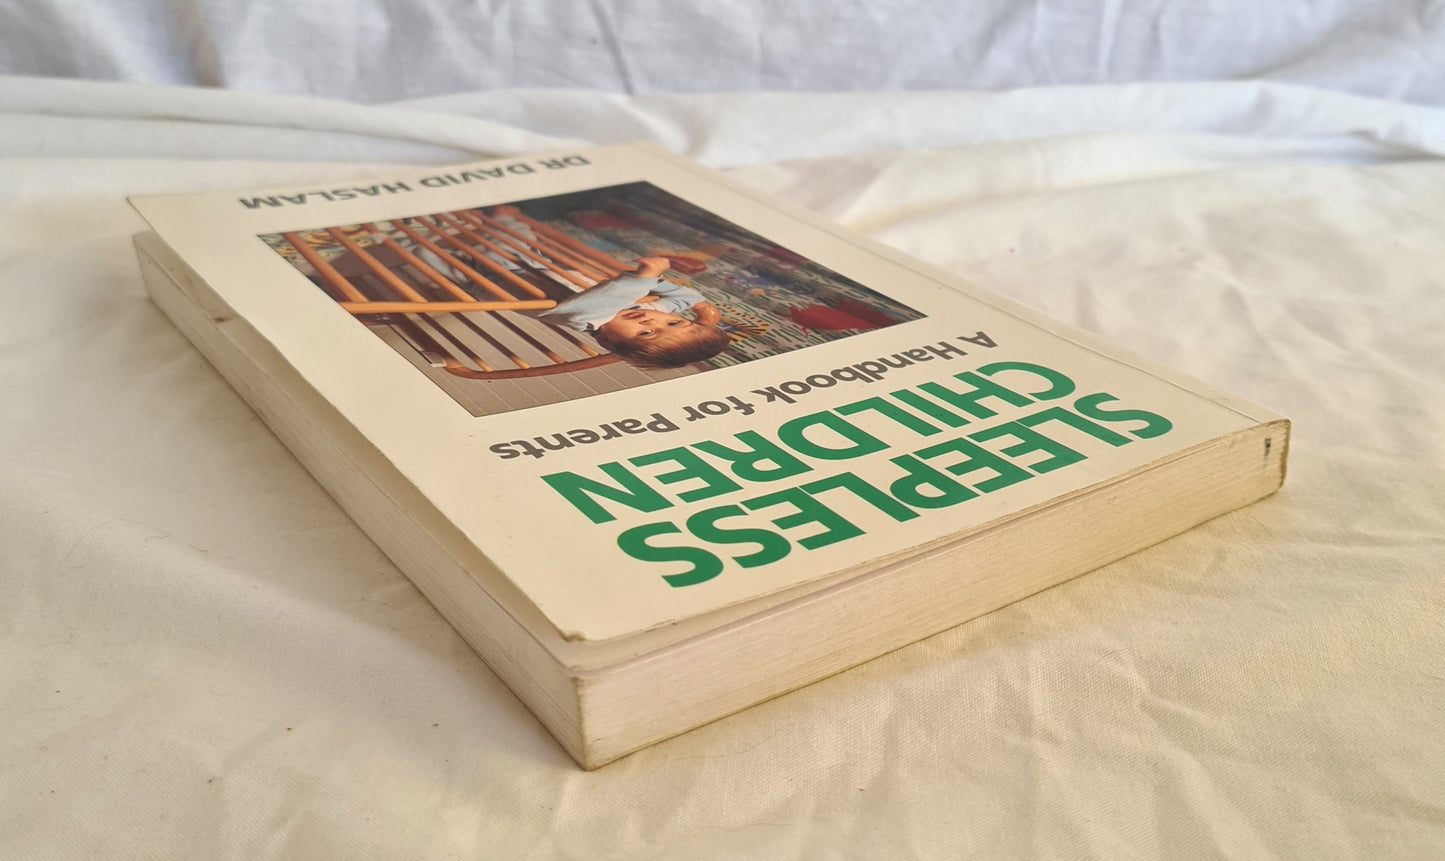 SLEEPLESS
CHILDREN
A Handbook for Parents
DR DAVID HASLAM